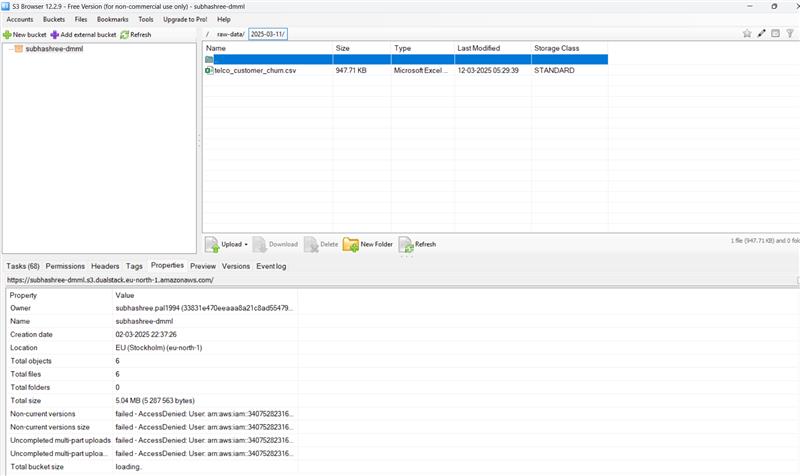 S3 Browser 12.2.9 - Free Version (for non-commercial use only) - subhashree-dmml
Accounts Buckets Files Bookmarks Tools Upgrade to Pro! Help
New bucket Add external bucket Refresh
/ raw-data/ 2025-03-11/
subhashree-dmml
Name Size Type Last Modified Storage Class
..
telco_customer_churn.csv 947.71 KB Microsoft Excel ... 12-03-2025 05:29:39 STANDARD
Upload Download Delete New Folder Refresh
1 file (947.71 KB) and 0 fol
Tasks (68) Permissions Headers Tags Properties Preview Versions Event log
https://subhashree-dmml.s3.dualstack.eu-north-1.amazonaws.com/
Property Value
Owner subhashree.pal1994 (33831e470eeaaa8a21c8ad55479...
Name subhashree-dmml
Creation date 02-03-2025 22:37:26
Location EU (Stockholm) (eu-north-1)
Total objects 6
Total files 6
Total folders 0
Total size 5.04 MB (5 287 563 bytes)
Non-current versions failed - AccessDenied: User: arn:aws:iam::34075282316...
Non-current versions size failed - AccessDenied: User: arn:aws:iam::34075282316...
Uncompleted multi-part uploads failed - AccessDenied: User: arn:aws:iam::34075282316...
Uncompleted multi-part uploa... failed - AccessDenied: User: arn:aws:iam::34075282316...
Total bucket size loading..